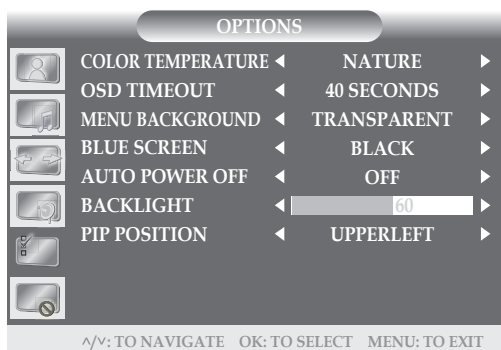 OPTIONS
COLOR TEMPERATURE NATURE
OSD TIMEOUT 40 SECONDS
MENU BACKGROUND TRANSPARENT
BLUE SCREEN BLACK
AUTO POWER OFF OFF
BACKLIGHT 60
PIP POSITION UPPERLEFT
^/v: TO NAVIGATE OK: TO SELECT MENU: TO EXIT